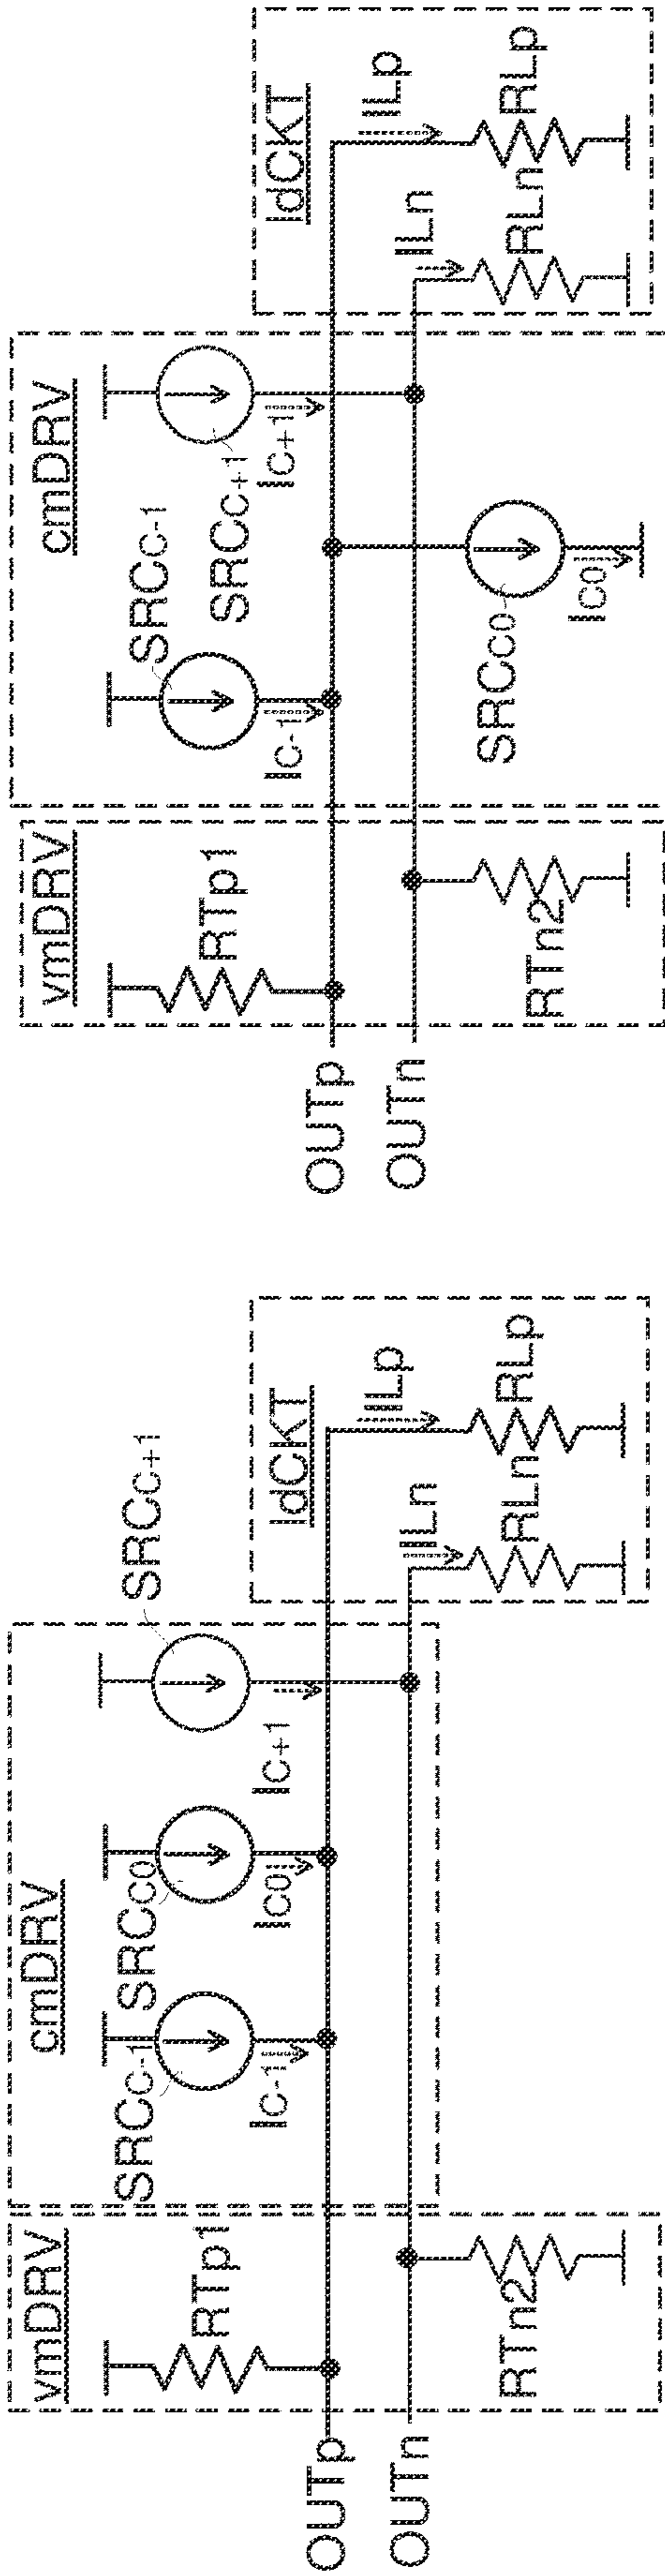 vmDRV
RTp1
OUTp
OUTn
RTn2
cmDRV
SRCC-1
IC-1
SRCC0
IC0
SRCC+1
IC+1
ldCKT
ILp
ILn
RLn
RLp
vmDRV
RTp1
OUTp
OUTn
RTn2
cmDRV
SRCC-1
IC-1
SRCC+1
IC+1
SRCC0
IC0
ldCKT
ILp
ILn
RLn
RLp